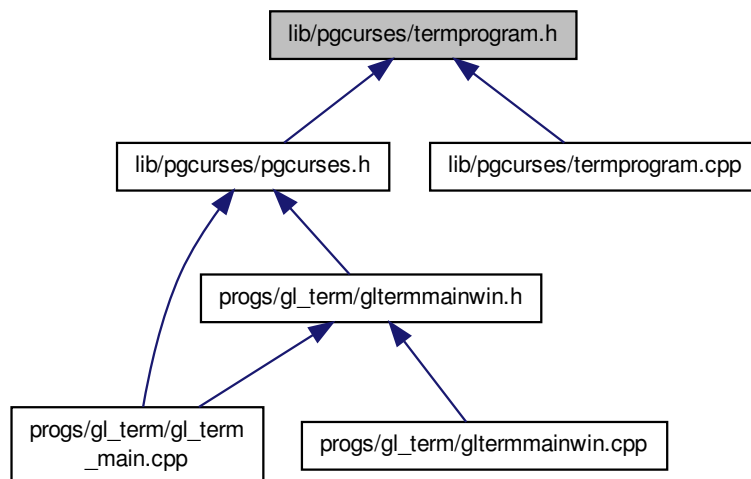 lib/pgcurses/termprogram.h
lib/pgcurses/pgcurses.h
lib/pgcurses/termprogram.cpp
progs/gl_term/gltermmainwin.h
progs/gl_term/gl_term
_main.cpp
progs/gl_term/gltermmainwin.cpp